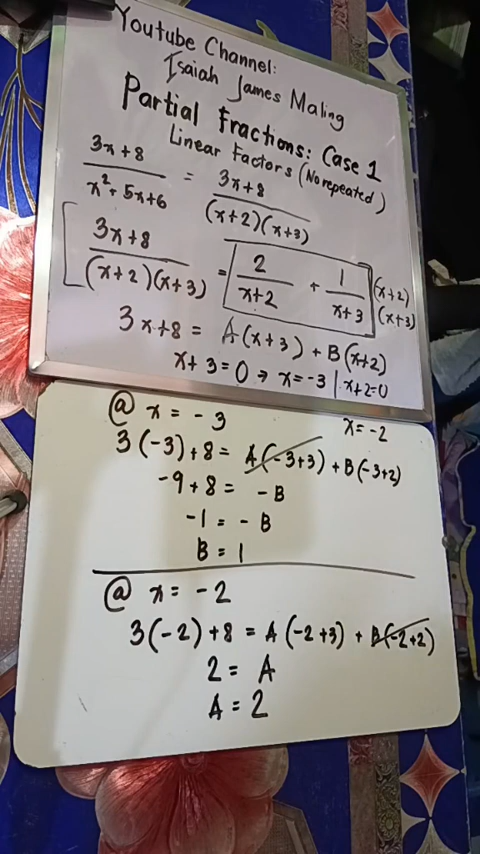 Youtube Channel:
Isaiah James Maling
Partial Fractions: Case 1
Linear Factors (No repeated)
3x+8 / x²+5x+6 = 3x+8 / (x+2)(x+3)
[ 3x+8 / (x+2)(x+3) = 2 / x+2 + 1 / x+3 ] (x+2)(x+3)
3x+8 = A(x+3) + B(x+2)
x+3=0 → x=-3 | x+2=0
x=-2
@ x = -3
3(-3)+8 = A(-3+3) + B(-3+2)
-9+8 = -B
-1 = -B
B = 1
@ x = -2
3(-2)+8 = A(-2+3) + B(-2+2)
2 = A
A = 2